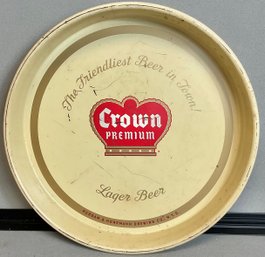 The Friendliest Beer in Town!
Crown
PREMIUM
Lager Beer